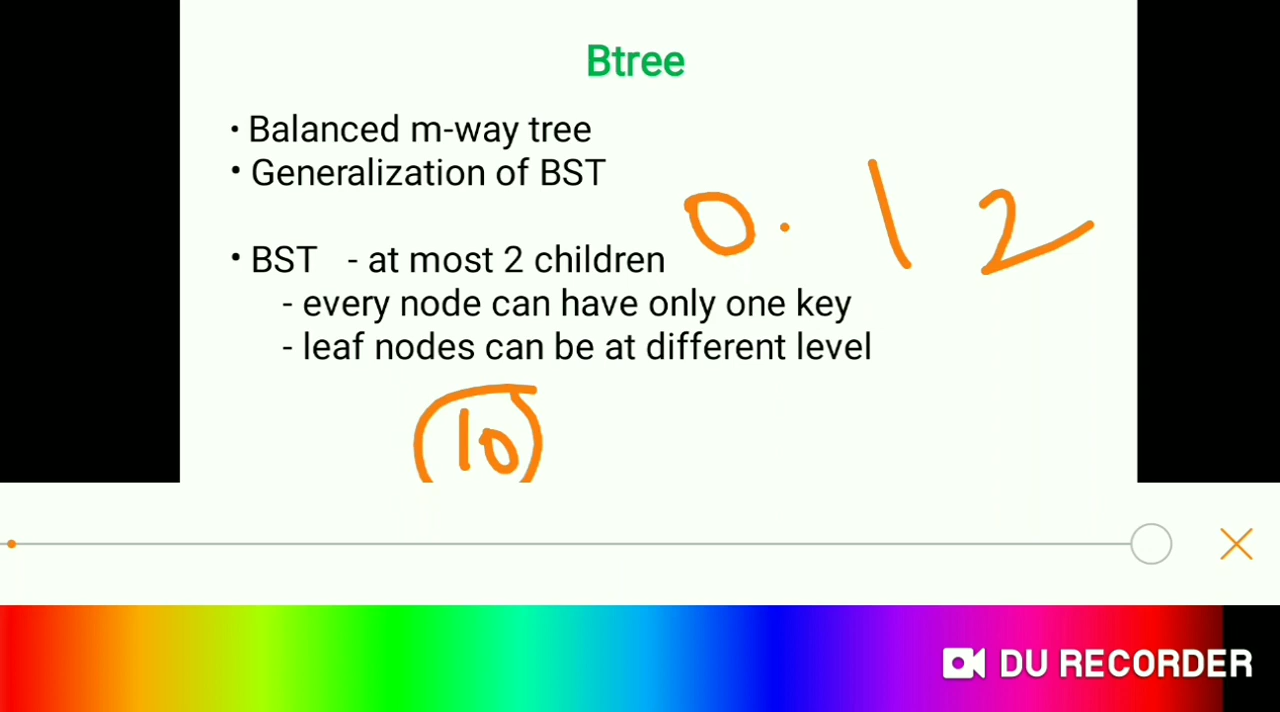 Btree
• Balanced m-way tree
• Generalization of BST
0 . 1 2
• BST - at most 2 children
- every node can have only one key
- leaf nodes can be at different level
10
DU RECORDER